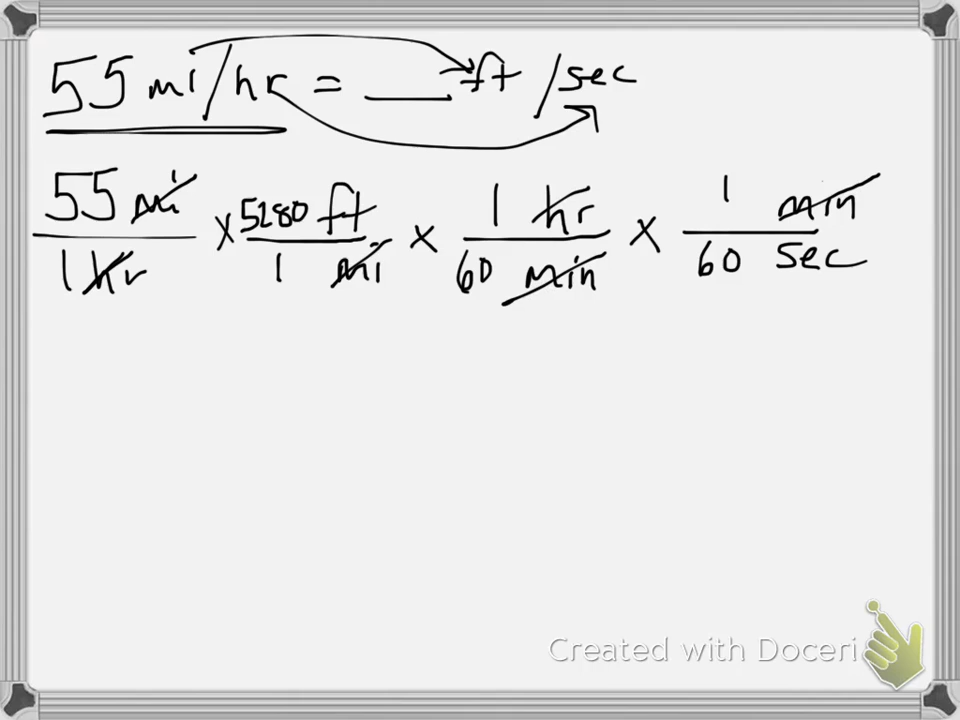 55 mi/hr = ___ ft/sec
55 mi/1 hr × 5280 ft/1 mi × 1 hr/60 min × 1 min/60 sec
Created with Doceri